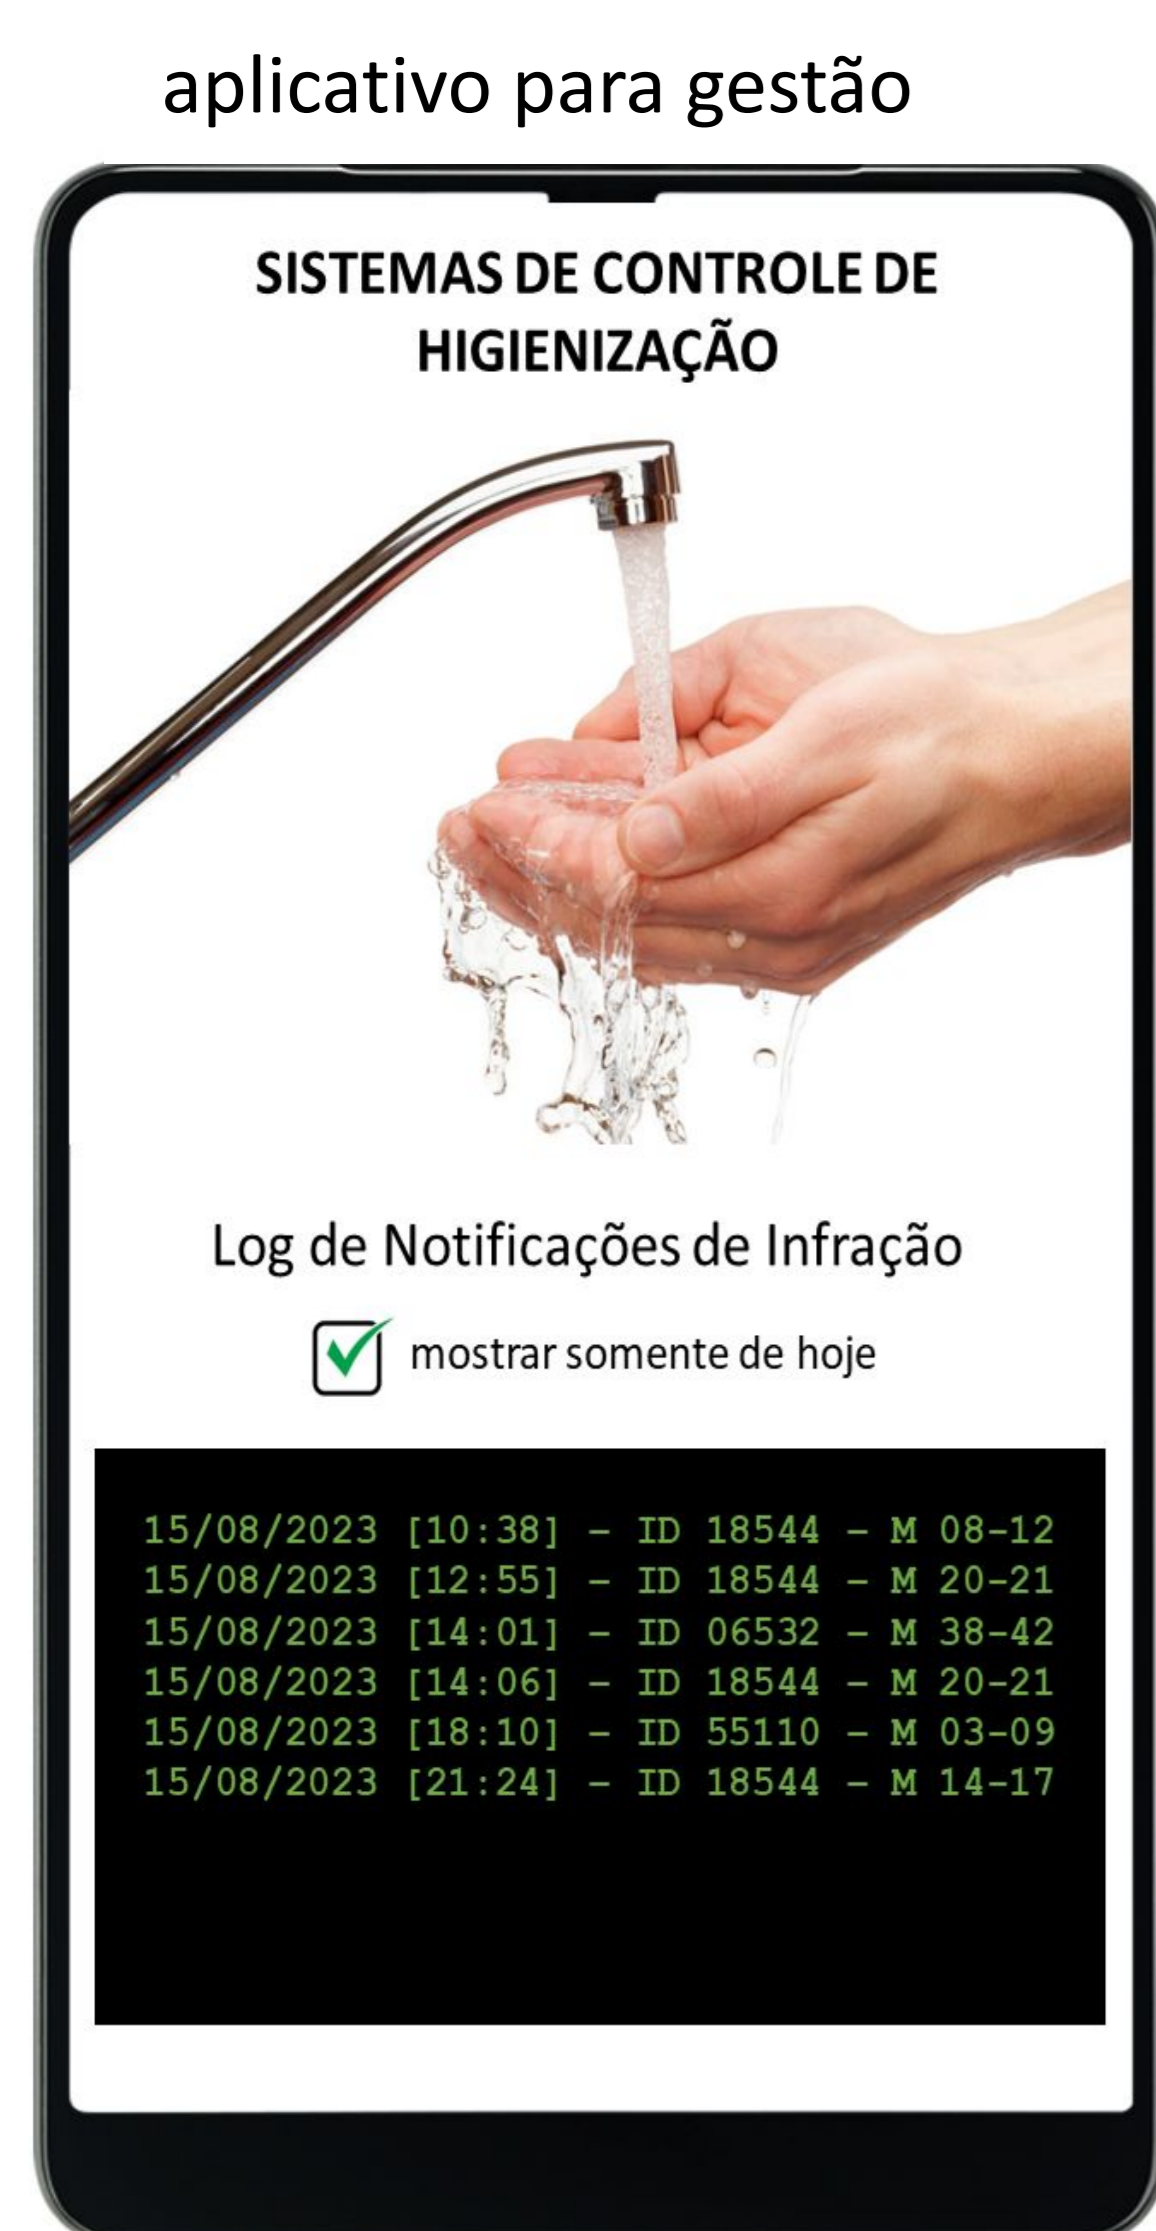 aplicativo para gestão
SISTEMAS DE CONTROLE DE
HIGIENIZAÇÃO
Log de Notificações de Infração
mostrar somente de hoje
15/08/2023 [10:38] – ID 18544 – M 08–12
15/08/2023 [12:55] – ID 18544 – M 20–21
15/08/2023 [14:01] – ID 06532 – M 38–42
15/08/2023 [14:06] – ID 18544 – M 20–21
15/08/2023 [18:10] – ID 55110 – M 03–09
15/08/2023 [21:24] – ID 18544 – M 14–17